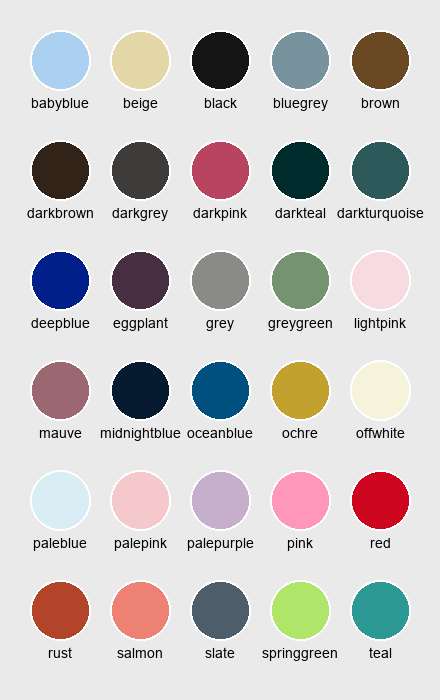 babyblue beige black bluegrey brown
darkbrown darkgrey darkpink darkteal darkturquoise
deepblue eggplant grey greygreen lightpink
mauve midnightblue oceanblue ochre offwhite
paleblue palepink palepurple pink red
rust salmon slate springgreen teal